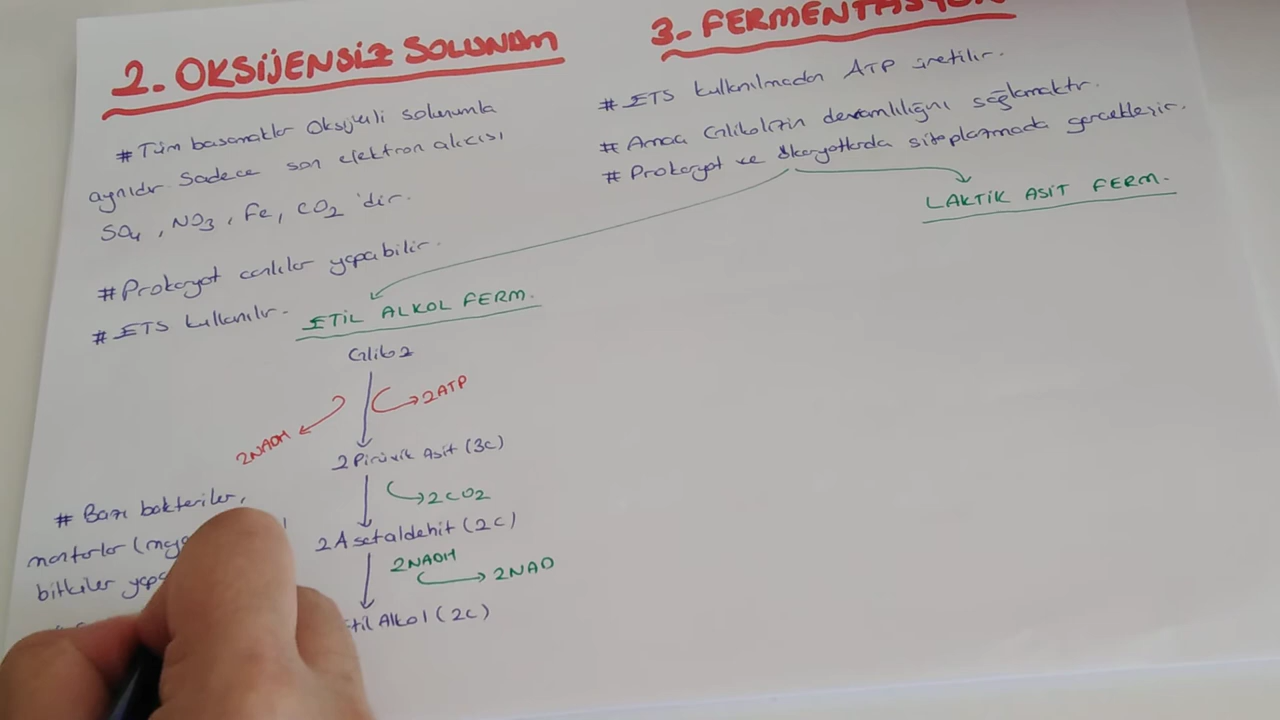 2. OKSİJENSİZ SOLUNUM
# Tüm basamaklar Oksijenli solunumla
aynıdır. Sadece son elektron alıcısı
SO4, NO3, Fe, CO2 'dir.
# Prokaryot canlılar yapabilir.
# ETS kullanılır.
3. FERMENTASYON
# ETS kullanılmadan ATP üretilir.
# Amaç Glikolizin devamlılığını sağlamaktır.
# Prokaryot ve ökaryotlarda sitoplazmada gerçekleşir.
LAKTİK ASİT FERM.
ETİL ALKOL FERM.
Glikoz
2ATP
2NADH
2 Pirüvik Asit (3c)
2CO2
2 Asetaldehit (2c)
2NADH
2NAD
til Alkol (2c)
# Bazı bakteriler,
mantarlar (
bitkiler